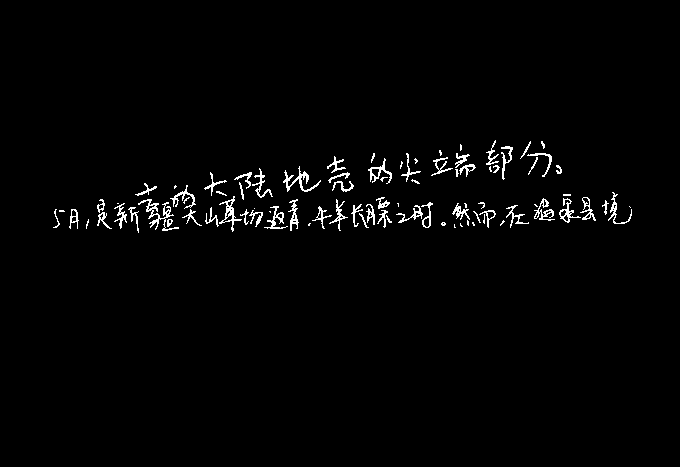 古的大陆地壳的尖端部分。
5月,是新疆天山草场返青、牛羊长膘之时。然而,在温泉县境